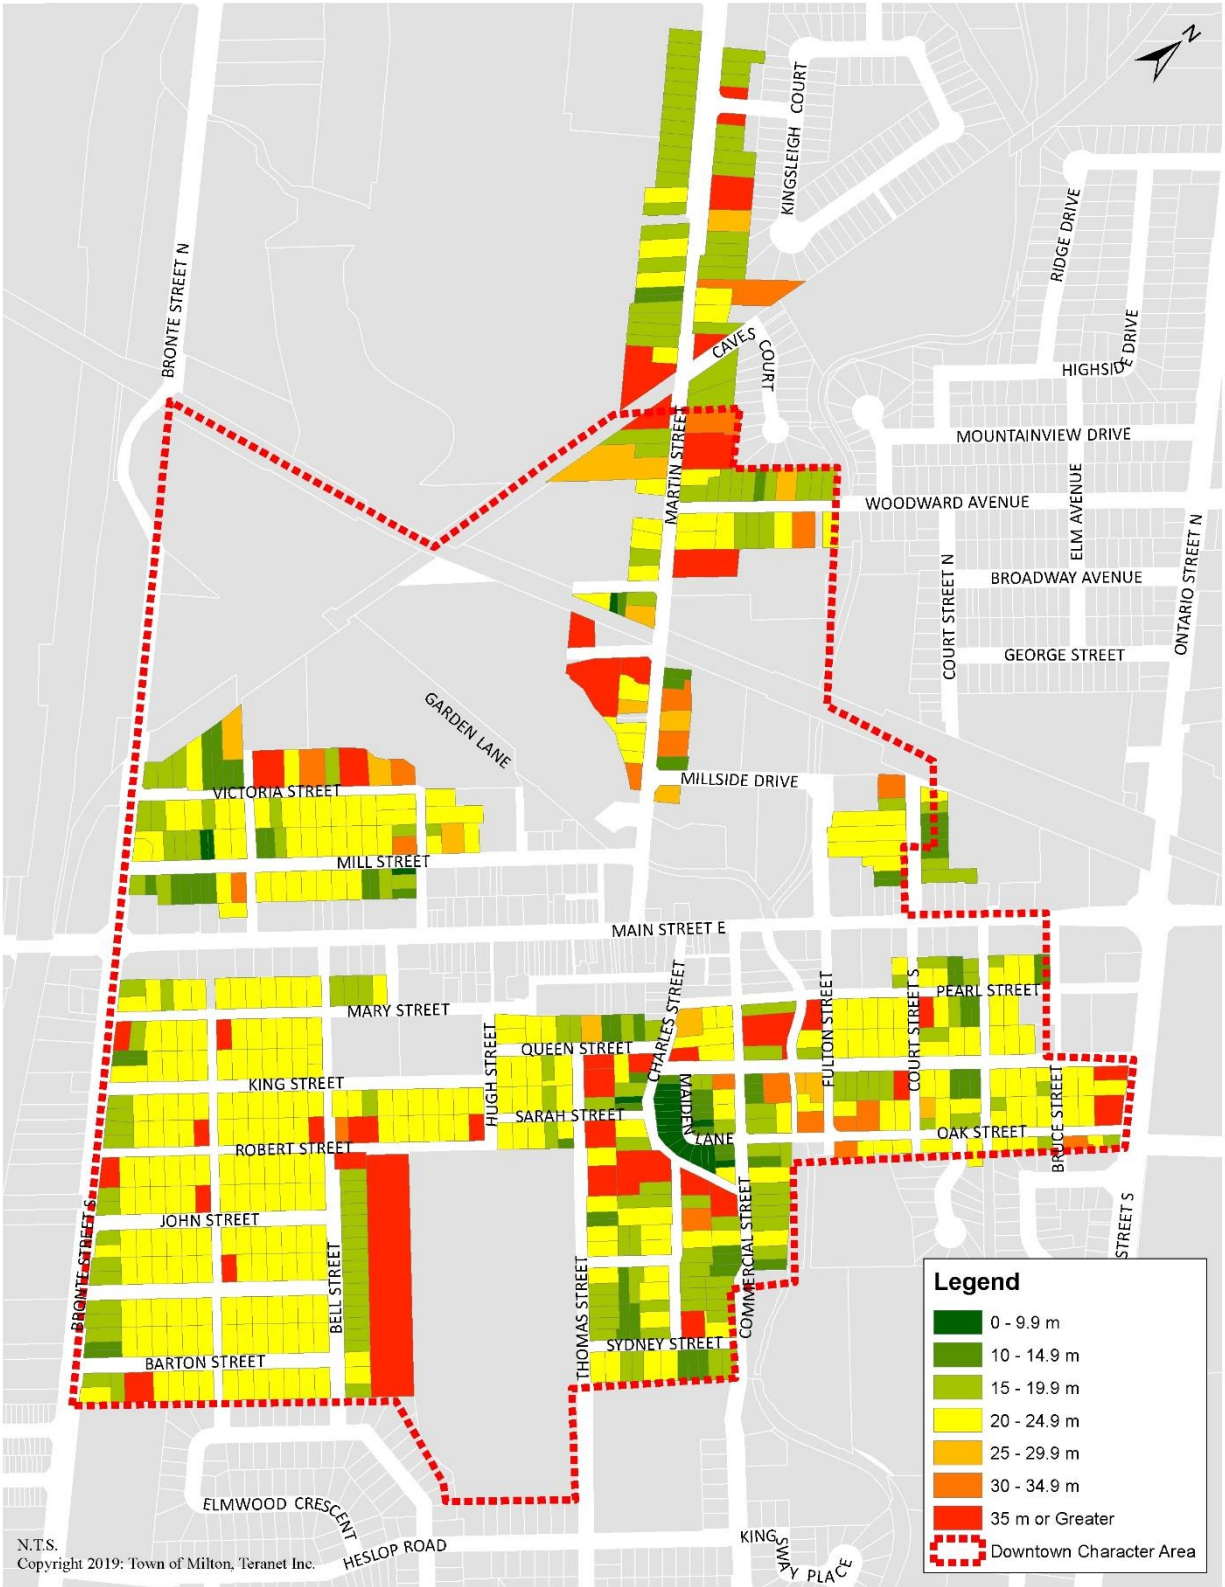 N
KINGSLEIGH COURT
BRONTE STREET N
RIDGE DRIVE
CAVES COURT
HIGHSIDE DRIVE
MARTIN STREET
MOUNTAINVIEW DRIVE
WOODWARD AVENUE
ELM AVENUE
ONTARIO STREET N
COURT STREET N
BROADWAY AVENUE
GEORGE STREET
GARDEN LANE
MILLSIDE DRIVE
VICTORIA STREET
MILL STREET
MAIN STREET E
CHARLES STREET
FULTON STREET
COURT STREET S
PEARL STREET
MARY STREET
HUGH STREET
QUEEN STREET
KING STREET
MAIDEN LANE
SARAH STREET
BRUCE STREET
OAK STREET
ROBERT STREET
BRONTE STREET S
JOHN STREET
COMMERCIAL STREET
STREET S
BELL STREET
THOMAS STREET
SYDNEY STREET
BARTON STREET
Legend
0 - 9.9 m
10 - 14.9 m
15 - 19.9 m
20 - 24.9 m
25 - 29.9 m
30 - 34.9 m
35 m or Greater
Downtown Character Area
ELMWOOD CRESCENT
HESLOP ROAD
KINGSWAY PLACE
N.T.S.
Copyright 2019: Town of Milton, Teranet Inc.